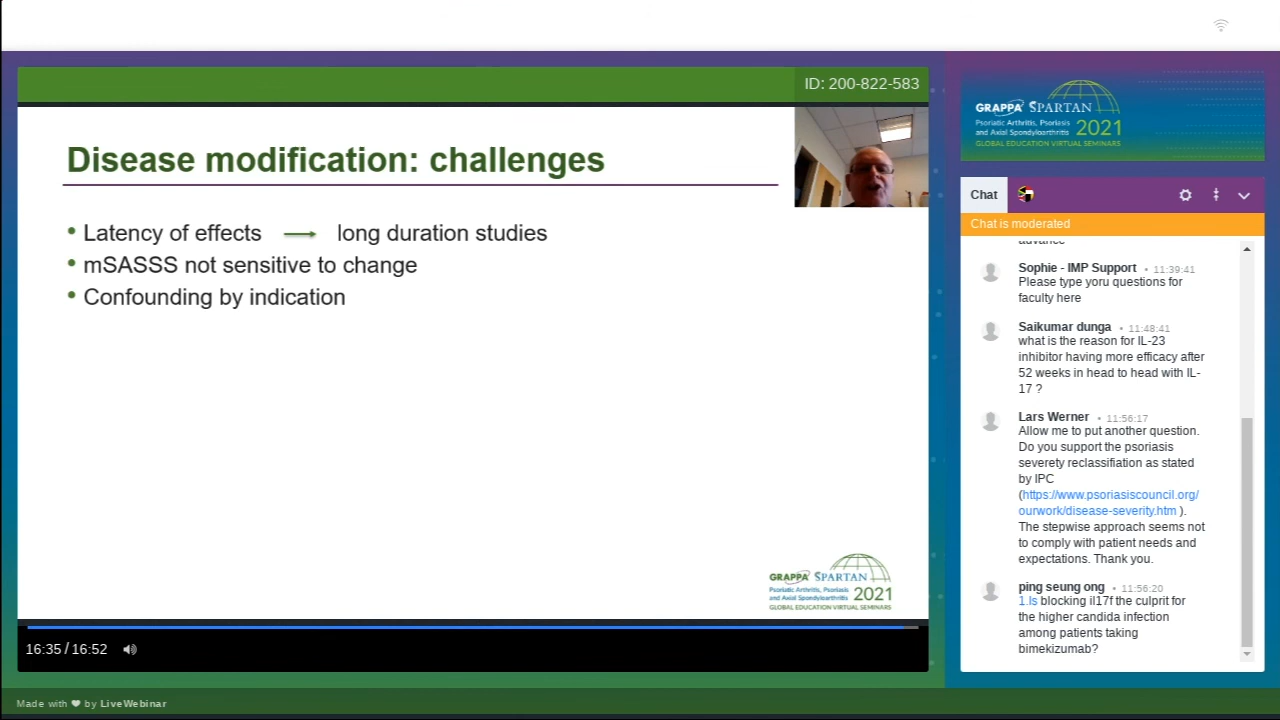 ID: 200-822-583
Disease modification: challenges
• Latency of effects → long duration studies
• mSASSS not sensitive to change
• Confounding by indication
GRAPPA SPARTAN
Psoriatic Arthritis, Psoriasis
and Axial Spondyloarthritis 2021
GLOBAL EDUCATION VIRTUAL SEMINARS
16:35 / 16:52
GRAPPA SPARTAN
Psoriatic Arthritis, Psoriasis
and Axial Spondyloarthritis 2021
GLOBAL EDUCATION VIRTUAL SEMINARS
Chat
Chat is moderated
advance
Sophie - IMP Support • 11:39:41
Please type yoru questions for
faculty here
Saikumar dunga • 11:48:41
what is the reason for IL-23
inhibitor having more efficacy after
52 weeks in head to head with IL-
17 ?
Lars Werner • 11:56:17
Allow me to put another question.
Do you support the psoriasis
severety reclassifiation as stated
by IPC
(https://www.psoriasiscouncil.org/
ourwork/disease-severity.htm ).
The stepwise approach seems not
to comply with patient needs and
expectations. Thank you.
ping seung ong • 11:56:20
1.Is blocking il17f the culprit for
the higher candida infection
among patients taking
bimekizumab?
Made with ❤ by LiveWebinar